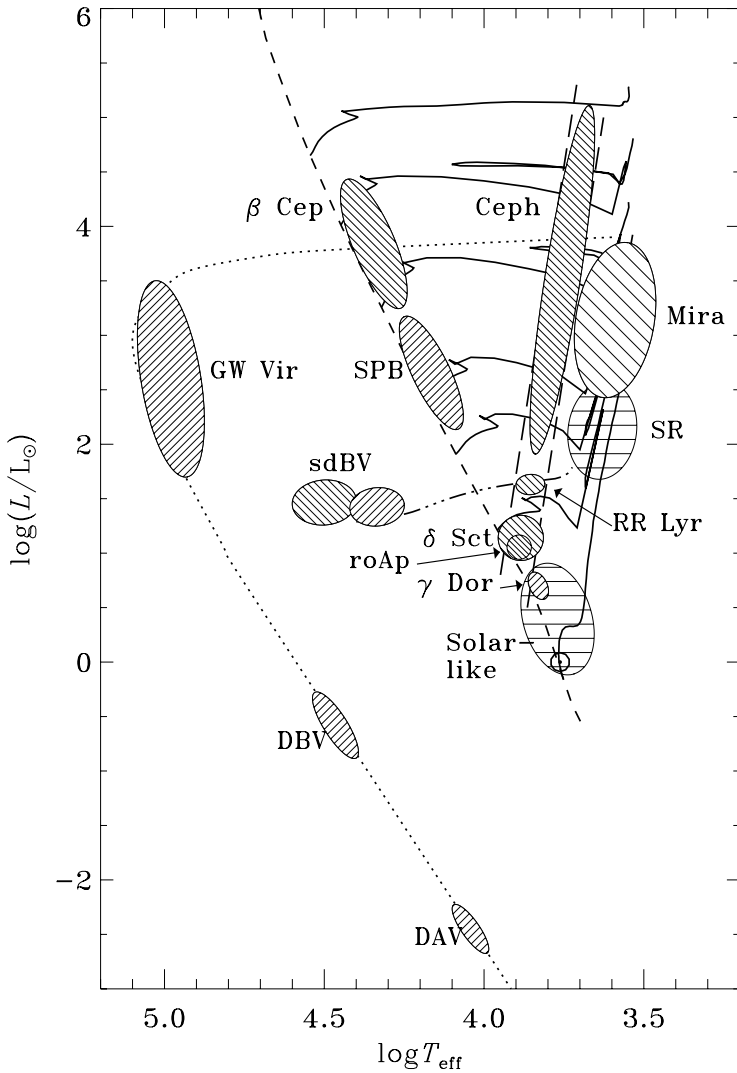 6
β Cep
Ceph
4
Mira
GW Vir
SPB
SR
2
sdBV
RR Lyr
δ Sct
roAp
γ Dor
Solar–
like
0
DBV
−2
DAV
5.0
4.5
4.0
3.5
log(L/L☉)
log T_eff